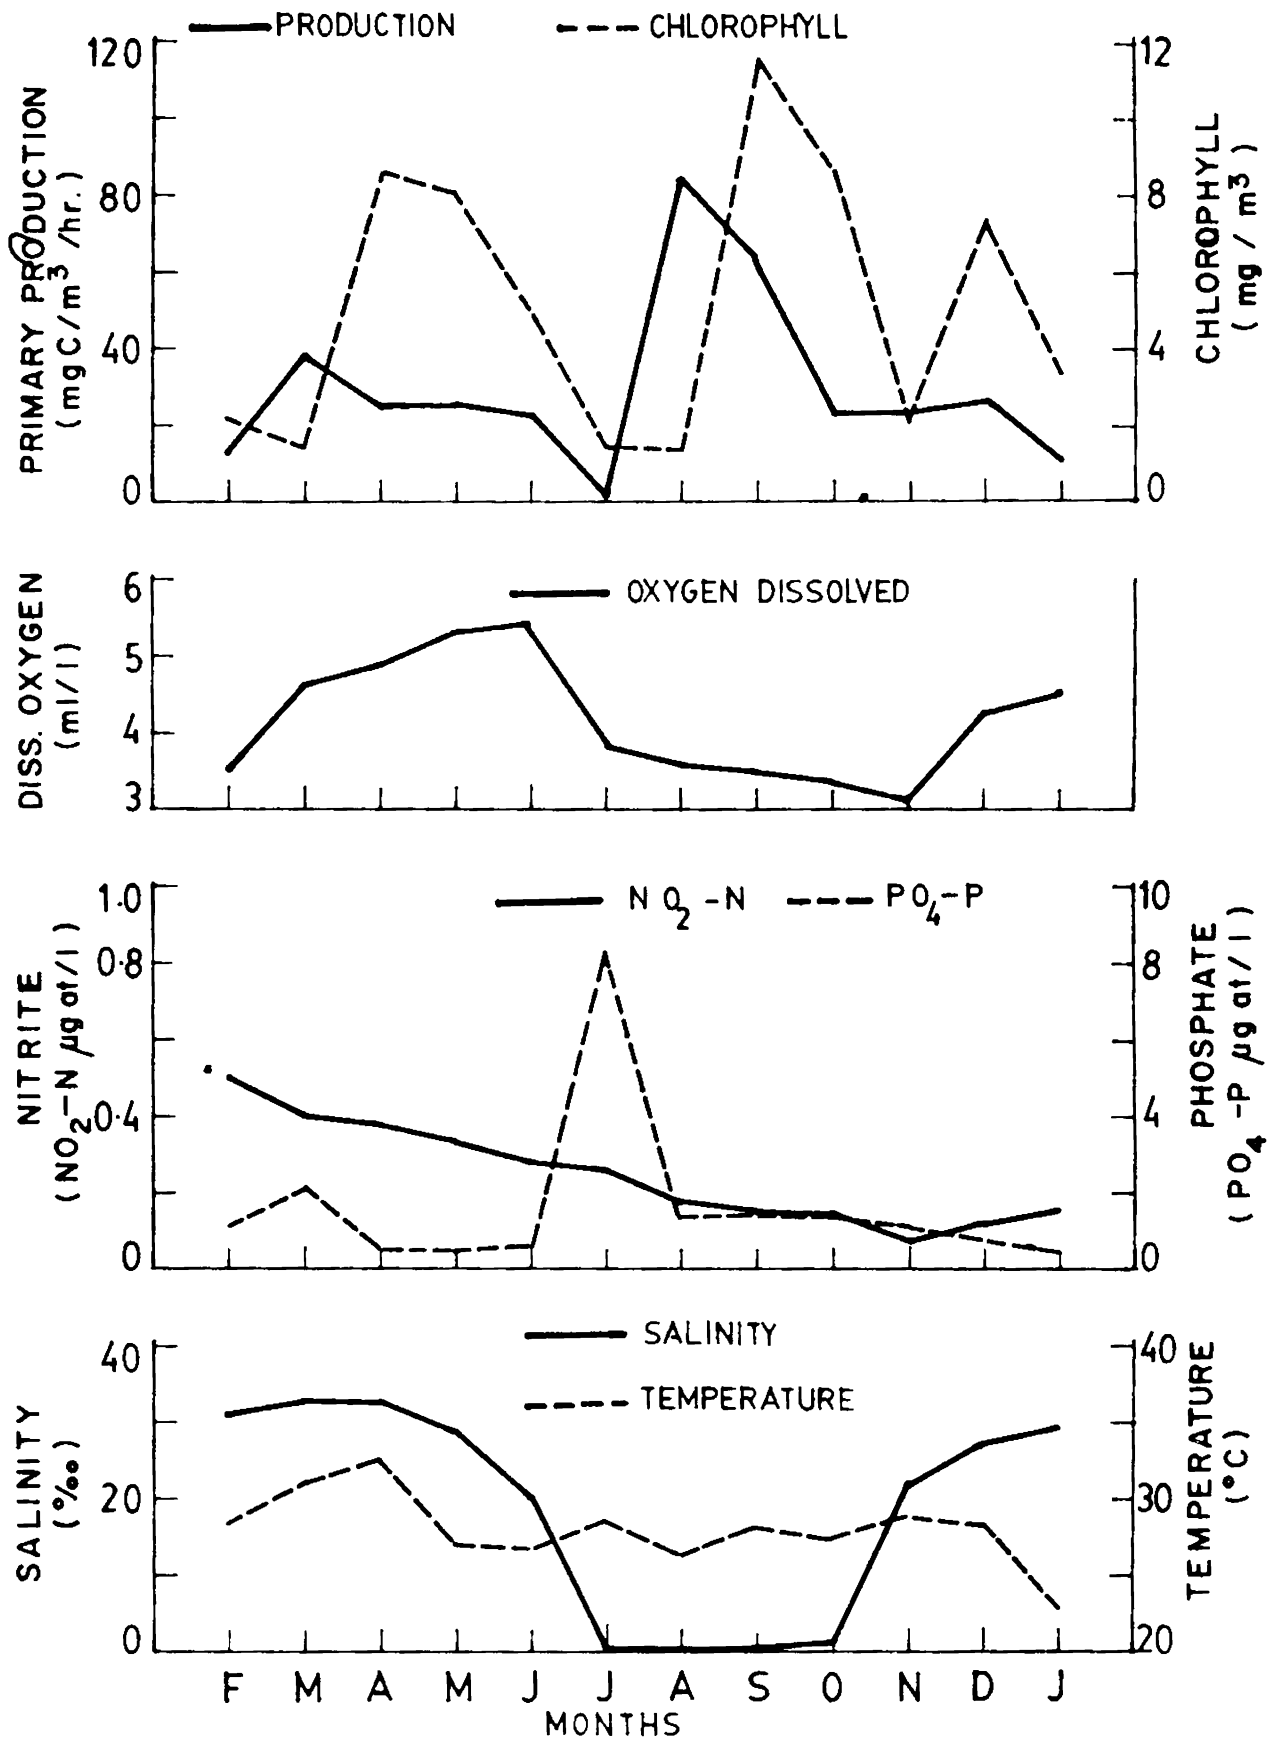 PRODUCTION CHLOROPHYLL
120
80
40
0
PRIMARY PRODUCTION
(mgC/m³/hr.)
12
8
4
0
CHLOROPHYLL
(mg/m³)
OXYGEN DISSOLVED
6
5
4
3
DISS. OXYGEN
(ml/l)
NO₂-N PO₄-P
1.0
0.8
0.4
0
NITRITE
(NO₂-N µg at/l)
10
8
4
0
PHOSPHATE
(PO₄-P µg at/l)
SALINITY
TEMPERATURE
40
20
0
SALINITY
(‰)
40
30
20
TEMPERATURE
(°C)
F M A M J J A S O N D J
MONTHS